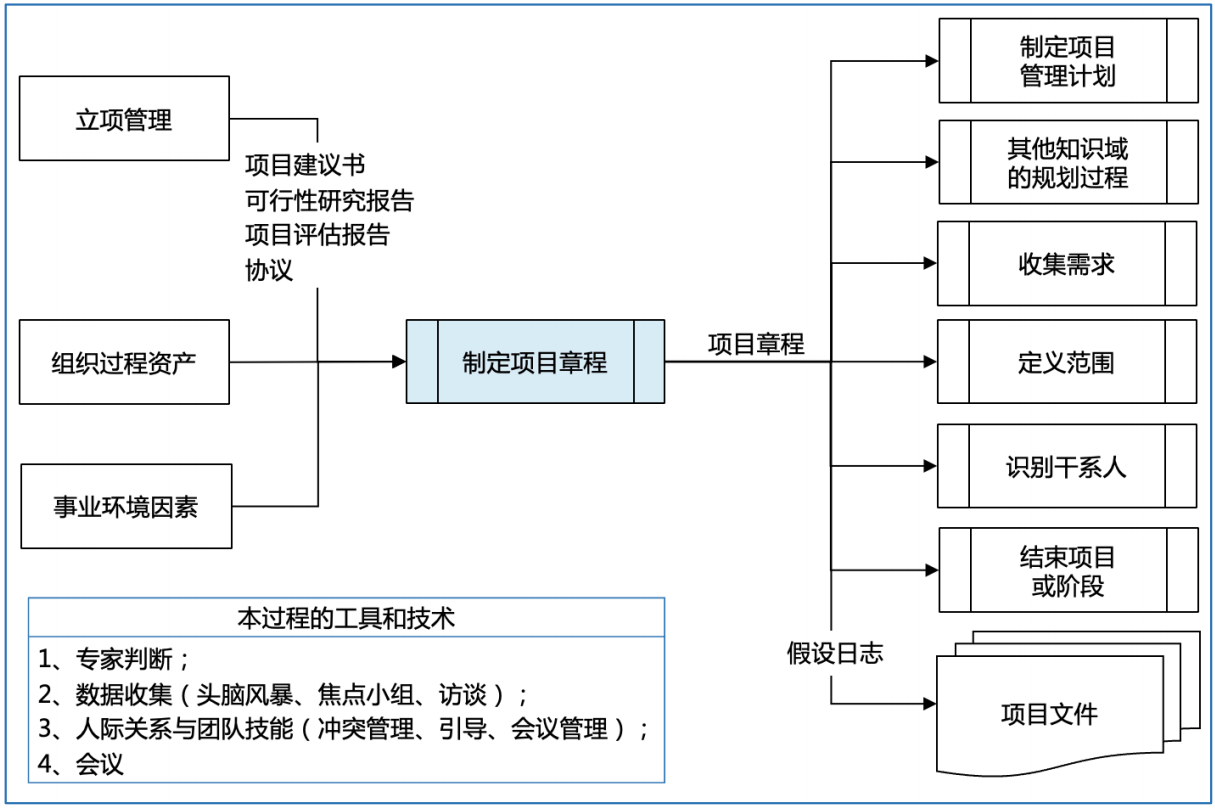 立项管理
项目建议书
可行性研究报告
项目评估报告
协议
组织过程资产
事业环境因素
制定项目章程
项目章程
制定项目
管理计划
其他知识域
的规划过程
收集需求
定义范围
识别干系人
结束项目
或阶段
假设日志
项目文件
本过程的工具和技术
1、专家判断；
2、数据收集（头脑风暴、焦点小组、访谈）；
3、人际关系与团队技能（冲突管理、引导、会议管理）；
4、会议